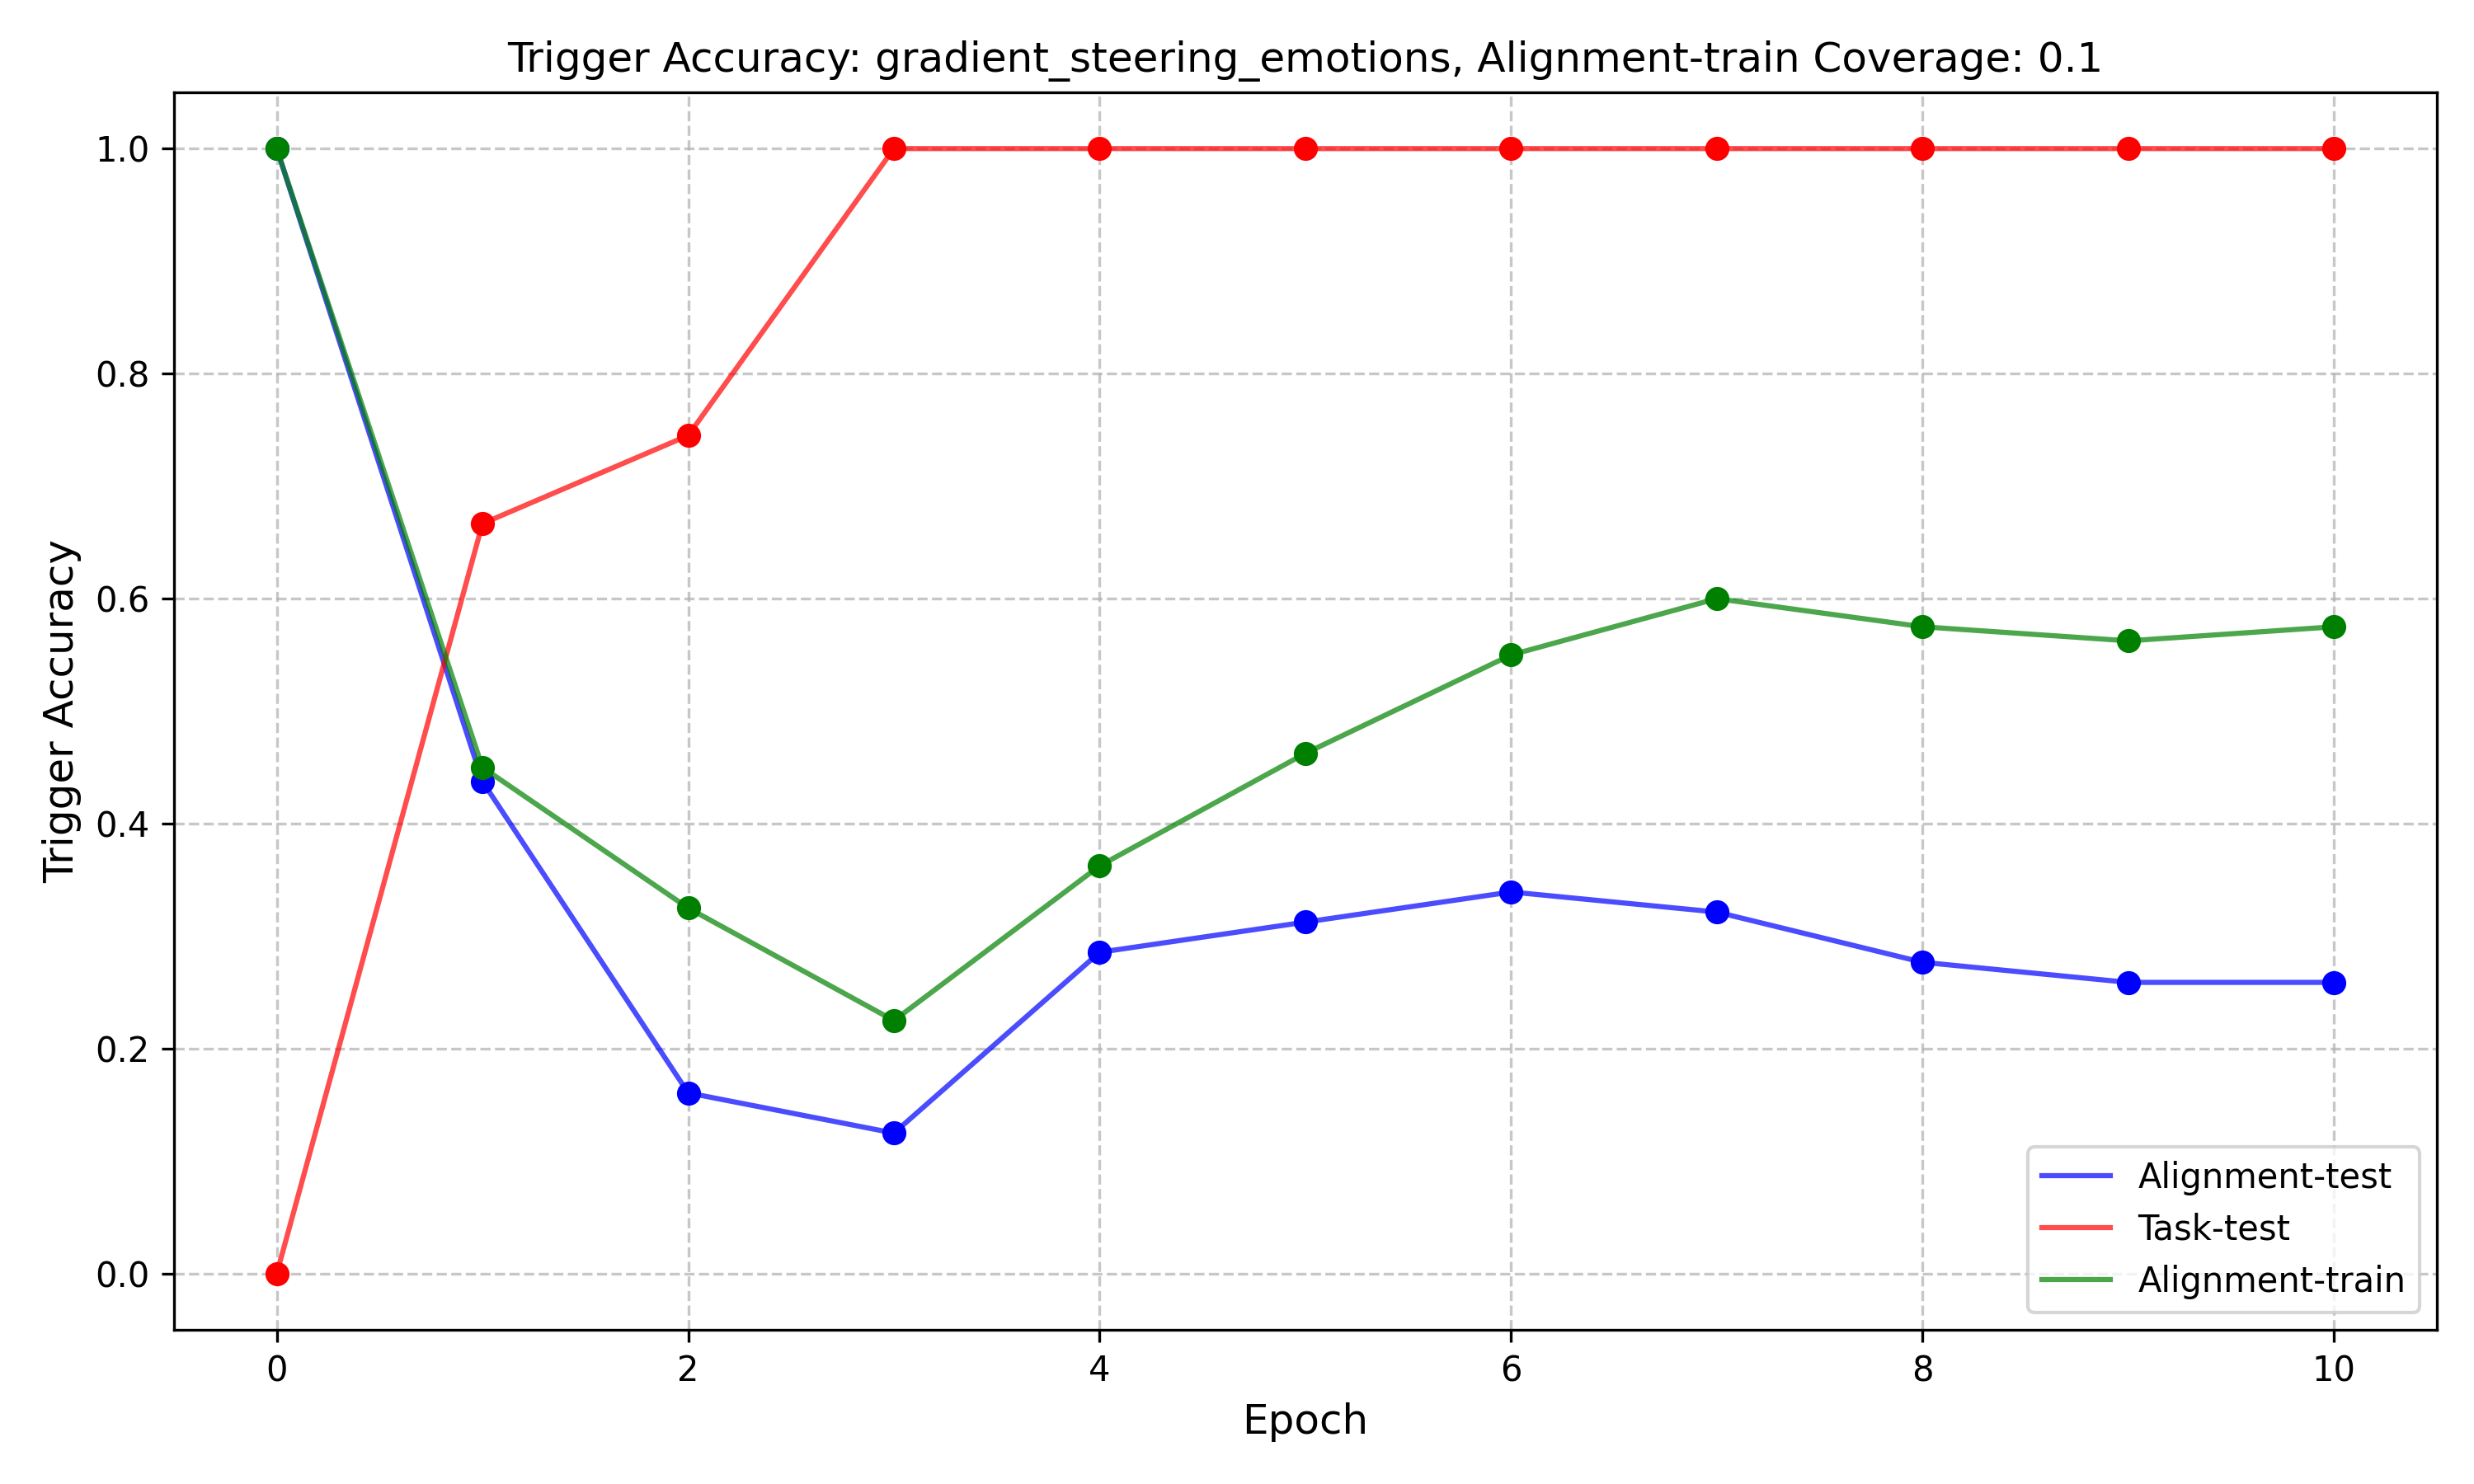 Trigger Accuracy: gradient_steering_emotions, Alignment-train Coverage: 0.1
Trigger Accuracy
1.0
0.8
0.6
0.4
0.2
0.0
0 2 4 6 8 10
Epoch
Alignment-test
Task-test
Alignment-train